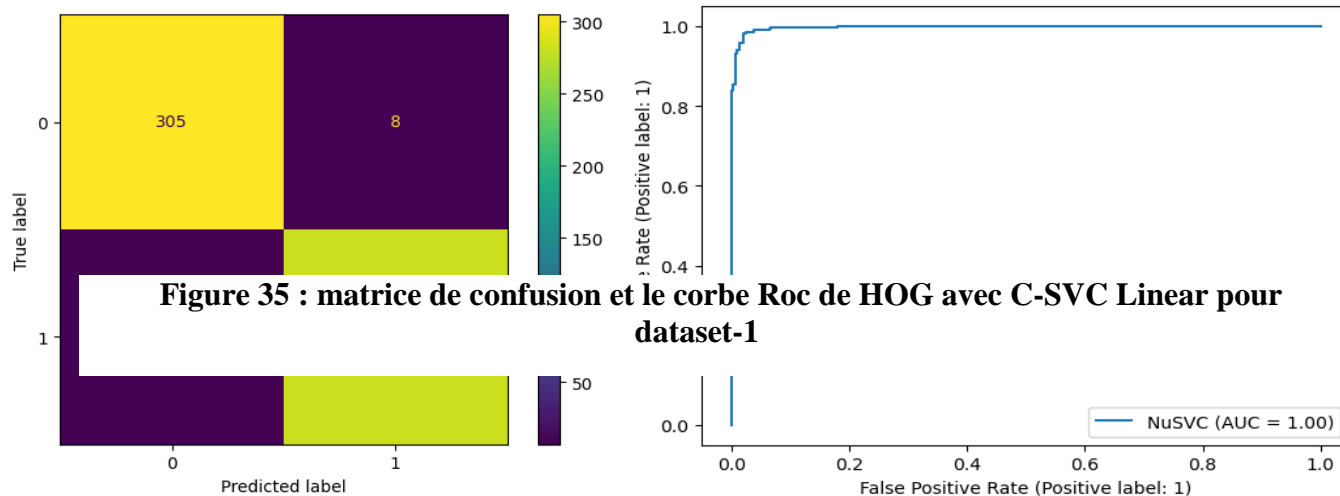 300
250
200
150
50
0
305
8
1
True label
0 1
Predicted label
1.0
0.8
0.6
0.4
0.0
Rate (Positive label: 1)
NuSVC (AUC = 1.00)
0.0 0.2 0.4 0.6 0.8 1.0
False Positive Rate (Positive label: 1)
Figure 35 : matrice de confusion et le corbe Roc de HOG avec C-SVC Linear pour
dataset-1